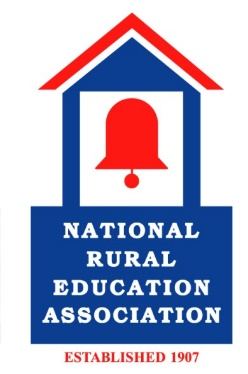 NATIONAL
RURAL
EDUCATION
ASSOCIATION
ESTABLISHED 1907